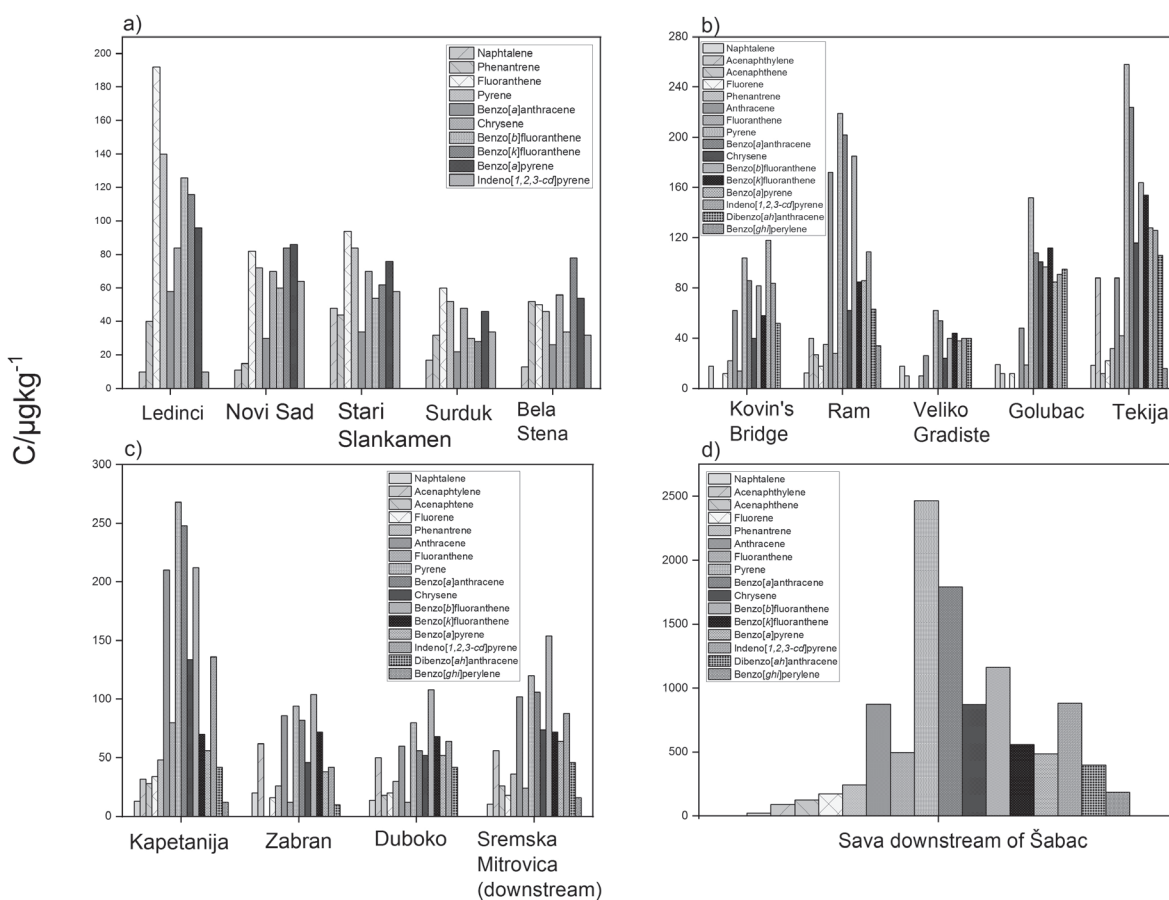 C/µgkg-1
a)
200
180
160
140
120
100
80
60
40
20
0
Naphtalene
Phenantrene
Fluoranthene
Pyrene
Benzo[a]anthracene
Chrysene
Benzo[b]fluoranthene
Benzo[k]fluoranthene
Benzo[a]pyrene
Indeno[1,2,3-cd]pyrene
Ledinci
Novi Sad
Stari
Slankamen
Surduk
Bela
Stena
b)
280
240
200
160
120
80
40
0
Naphtalene
Acenaphthylene
Acenaphthene
Fluorene
Phenantrene
Anthracene
Fluoranthene
Pyrene
Benzo[a]anthracene
Chrysene
Benzo[b]fluoranthene
Benzo[k]fluoranthene
Benzo[a]pyrene
Indeno[1,2,3-cd]pyrene
Dibenzo[ah]anthracene
Benzo[ghi]perylene
Kovin's
Bridge
Ram
Veliko
Gradiste
Golubac
Tekija
c)
300
250
200
150
100
50
0
Naphtalene
Acenaphtylene
Acenaphtene
Fluorene
Phenantrene
Anthracene
Fluoranthene
Pyrene
Benzo[a]anthracene
Chrysene
Benzo[b]fluoranthene
Benzo[k]fluoranthene
Benzo[a]pyrene
Indeno[1,2,3-cd]pyrene
Dibenzo[ah]anthracene
Benzo[ghi]perylene
Kapetanija
Zabran
Duboko
Sremska
Mitrovica
(downstream)
d)
2500
2000
1500
1000
500
0
Naphtalene
Acenaphthylene
Acenaphthene
Fluorene
Phenantrene
Anthracene
Fluoranthene
Pyrene
Benzo[a]anthracene
Chrysene
Benzo[b]fluoranthene
Benzo[k]fluoranthene
Benzo[a]pyrene
Indeno[1,2,3-cd]pyrene
Dibenzo[ah]anthracene
Benzo[ghi]perylene
Sava downstream of Šabac